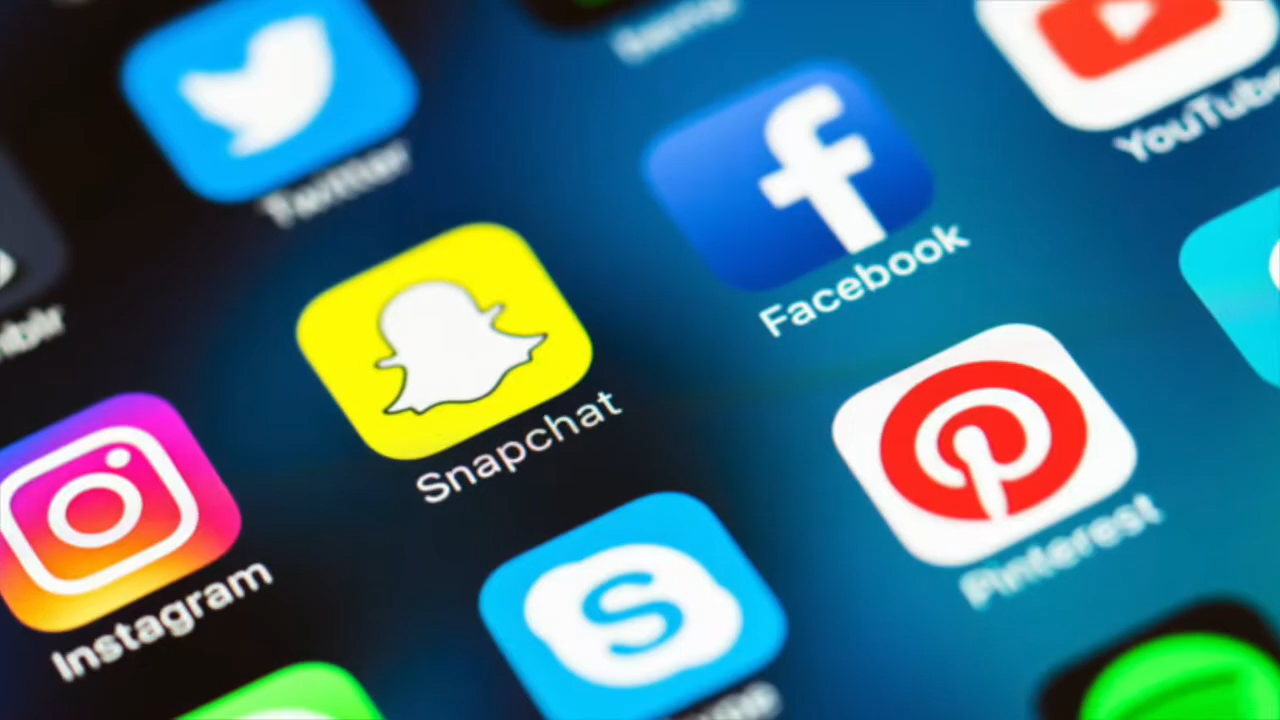 Twitter
Facebook
YouTube
Snapchat
Instagram
Pinterest